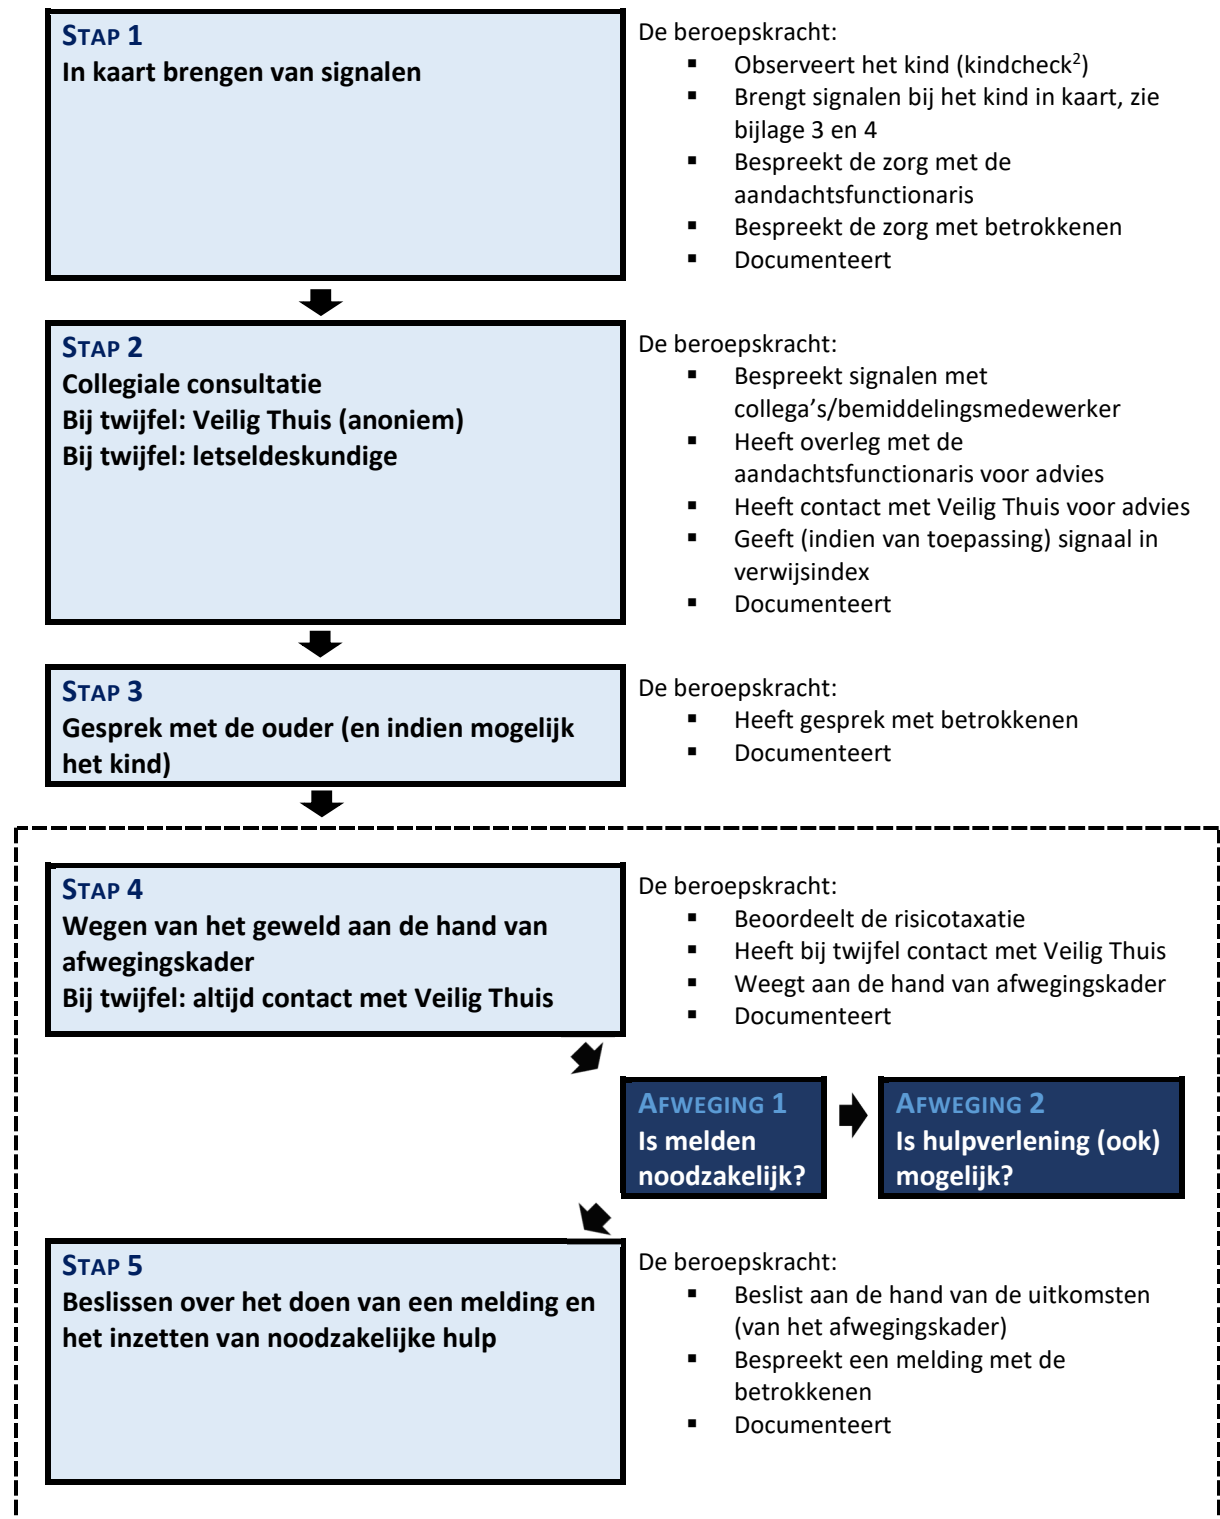 STAP 1
In kaart brengen van signalen
De beroepskracht:
▪ Observeert het kind (kindcheck²)
▪ Brengt signalen bij het kind in kaart, zie
bijlage 3 en 4
▪ Bespreekt de zorg met de
aandachtsfunctionaris
▪ Bespreekt de zorg met betrokkenen
▪ Documenteert
STAP 2
Collegiale consultatie
Bij twijfel: Veilig Thuis (anoniem)
Bij twijfel: letseldeskundige
De beroepskracht:
▪ Bespreekt signalen met
collega's/bemiddelingsmedewerker
▪ Heeft overleg met de
aandachtsfunctionaris voor advies
▪ Heeft contact met Veilig Thuis voor advies
▪ Geeft (indien van toepassing) signaal in
verwijsindex
▪ Documenteert
STAP 3
Gesprek met de ouder (en indien mogelijk
het kind)
De beroepskracht:
▪ Heeft gesprek met betrokkenen
▪ Documenteert
STAP 4
Wegen van het geweld aan de hand van
afwegingskader
Bij twijfel: altijd contact met Veilig Thuis
De beroepskracht:
▪ Beoordeelt de risicotaxatie
▪ Heeft bij twijfel contact met Veilig Thuis
▪ Weegt aan de hand van afwegingskader
▪ Documenteert
AFWEGING 1
Is melden
noodzakelijk?
AFWEGING 2
Is hulpverlening (ook)
mogelijk?
STAP 5
Beslissen over het doen van een melding en
het inzetten van noodzakelijke hulp
De beroepskracht:
▪ Beslist aan de hand van de uitkomsten
(van het afwegingskader)
▪ Bespreekt een melding met de
betrokkenen
▪ Documenteert